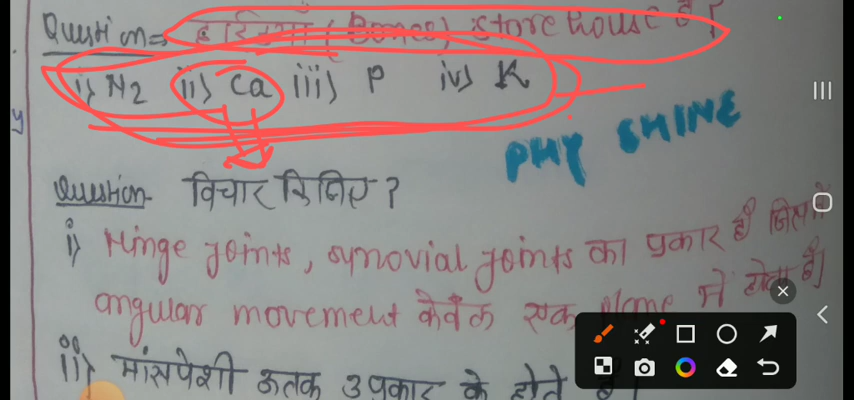 Question⇒ हड्डियाँ (Bones) store house है?
i) N2 ii) Ca iii) P iv) K
PHY SHINE
y
Question- विचार किजिए?
i) Hinge joints, synovial joints का प्रकार है जिसमें
angular movement केवल एक plane में होता है।
ii) मांसपेशी ऊतक 3 प्रकार के होते हैं।